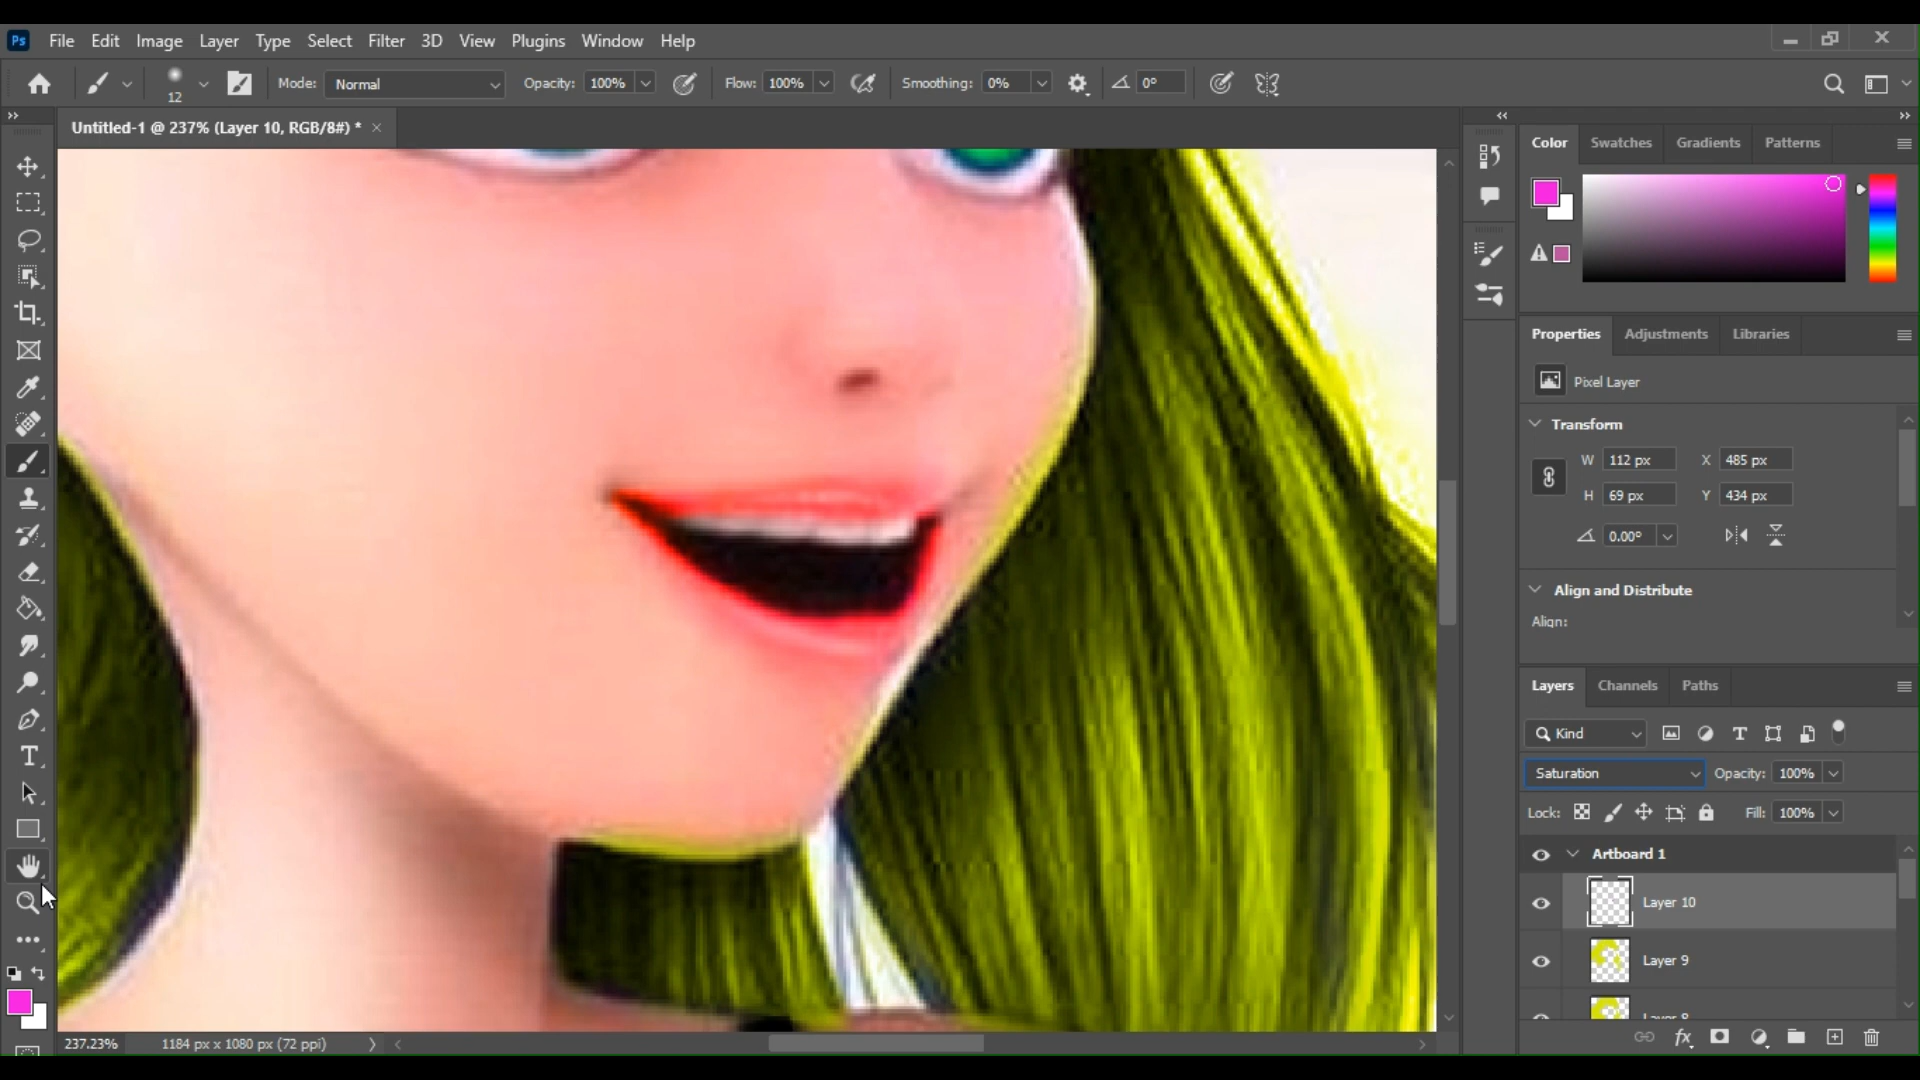 Ps File Edit Image Layer Type Select Filter 3D View Plugins Window Help
12 Mode: Normal Opacity: 100% Flow: 100% Smoothing: 0% 0°
Untitled-1 @ 237% (Layer 10, RGB/8#) *
Color Swatches Gradients Patterns
Properties Adjustments Libraries
Pixel Layer
Transform
W 112 px X 485 px
H 69 px Y 434 px
0.00°
Align and Distribute
Align:
Layers Channels Paths
Kind
Saturation Opacity: 100%
Lock: Fill: 100%
Artboard 1
Layer 10
Layer 9
Layer 8
237.23% 1184 px x 1080 px (72 ppi)